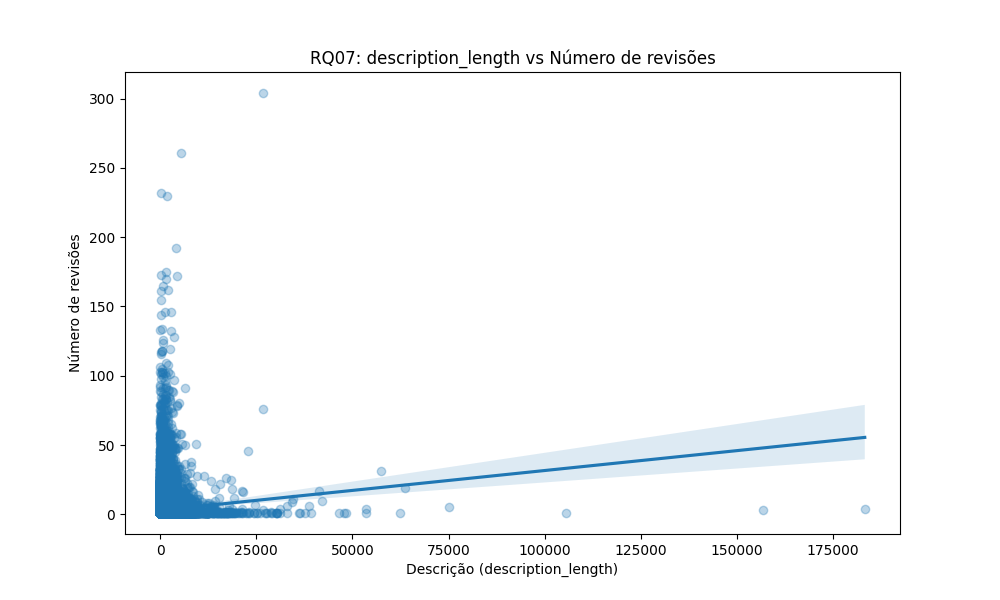 RQ07: description_length vs Número de revisões
300
250
200
150
100
50
0
Número de revisões
0 25000 50000 75000 100000 125000 150000 175000
Descrição (description_length)